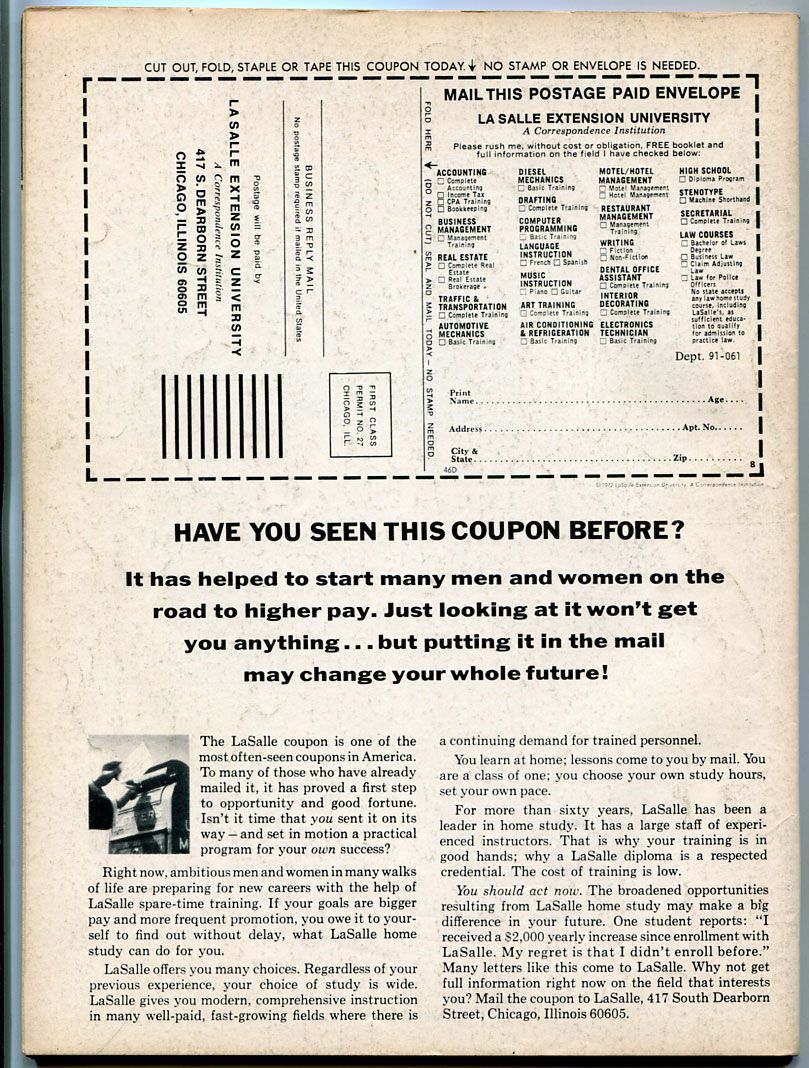 CUT OUT, FOLD, STAPLE OR TAPE THIS COUPON TODAY. ↓ NO STAMP OR ENVELOPE IS NEEDED.
No postage stamp required if mailed in the United States
BUSINESS REPLY MAIL
Postage will be paid by
LA SALLE EXTENSION UNIVERSITY
A Correspondence Institution
417 S. DEARBORN STREET
CHICAGO, ILLINOIS 60605
FIRST CLASS
PERMIT NO. 27
CHICAGO, ILL.
FOLD HERE ↓ (DO NOT CUT) SEAL AND MAIL TODAY – NO STAMP NEEDED.
MAIL THIS POSTAGE PAID ENVELOPE
LA SALLE EXTENSION UNIVERSITY
A Correspondence Institution
Please rush me, without cost or obligation, FREE booklet and
full information on the field I have checked below:
ACCOUNTING
☐ Complete
Accounting
☐ Income Tax
☐ CPA Training
☐ Bookkeeping
BUSINESS
MANAGEMENT
☐ Management
Training
REAL ESTATE
☐ Complete Real
Estate
☐ Real Estate
Brokerage
TRAFFIC &
TRANSPORTATION
☐ Complete Training
AUTOMOTIVE
MECHANICS
☐ Basic Training
DIESEL
MECHANICS
☐ Basic Training
DRAFTING
☐ Complete Training
COMPUTER
PROGRAMMING
☐ Basic Training
LANGUAGE
INSTRUCTION
☐ French ☐ Spanish
MUSIC
INSTRUCTION
☐ Piano ☐ Guitar
ART TRAINING
☐ Complete Training
AIR CONDITIONING
& REFRIGERATION
☐ Basic Training
MOTEL/HOTEL
MANAGEMENT
☐ Motel Management
☐ Hotel Management
RESTAURANT
MANAGEMENT
☐ Management
Training
WRITING
☐ Fiction
☐ Non-Fiction
DENTAL OFFICE
ASSISTANT
☐ Complete Training
INTERIOR
DECORATING
☐ Complete Training
ELECTRONICS
TECHNICIAN
☐ Basic Training
HIGH SCHOOL
☐ Diploma Program
STENOTYPE
☐ Machine Shorthand
SECRETARIAL
☐ Complete Training
LAW COURSES
☐ Bachelor of Laws
Degree
☐ Business Law
☐ Claim Adjusting
Law
☐ Law for Police
Officers
No state accepts
any law home study
course, including
LaSalle's, as
sufficient educa-
tion to qualify
for admission to
practice law.
Dept. 91-061
Print
Name..........Age....
Address..........Apt. No......
City &
State..........Zip..........
46D
8
© 1972 LaSalle Extension University, A Correspondence Institution
HAVE YOU SEEN THIS COUPON BEFORE?
It has helped to start many men and women on the
road to higher pay. Just looking at it won't get
you anything...but putting it in the mail
may change your whole future!
The LaSalle coupon is one of the
most often-seen coupons in America.
To many of those who have already
mailed it, it has proved a first step
to opportunity and good fortune.
Isn't it time that you sent it on its
way – and set in motion a practical
program for your own success?
Right now, ambitious men and women in many walks
of life are preparing for new careers with the help of
LaSalle spare-time training. If your goals are bigger
pay and more frequent promotion, you owe it to your-
self to find out without delay, what LaSalle home
study can do for you.
LaSalle offers you many choices. Regardless of your
previous experience, your choice of study is wide.
LaSalle gives you modern, comprehensive instruction
in many well-paid, fast-growing fields where there is
a continuing demand for trained personnel.
You learn at home; lessons come to you by mail. You
are a class of one; you choose your own study hours,
set your own pace.
For more than sixty years, LaSalle has been a
leader in home study. It has a large staff of experi-
enced instructors. That is why your training is in
good hands; why a LaSalle diploma is a respected
credential. The cost of training is low.
You should act now. The broadened opportunities
resulting from LaSalle home study may make a big
difference in your future. One student reports: "I
received a $2,000 yearly increase since enrollment with
LaSalle. My regret is that I didn't enroll before."
Many letters like this come to LaSalle. Why not get
full information right now on the field that interests
you? Mail the coupon to LaSalle, 417 South Dearborn
Street, Chicago, Illinois 60605.